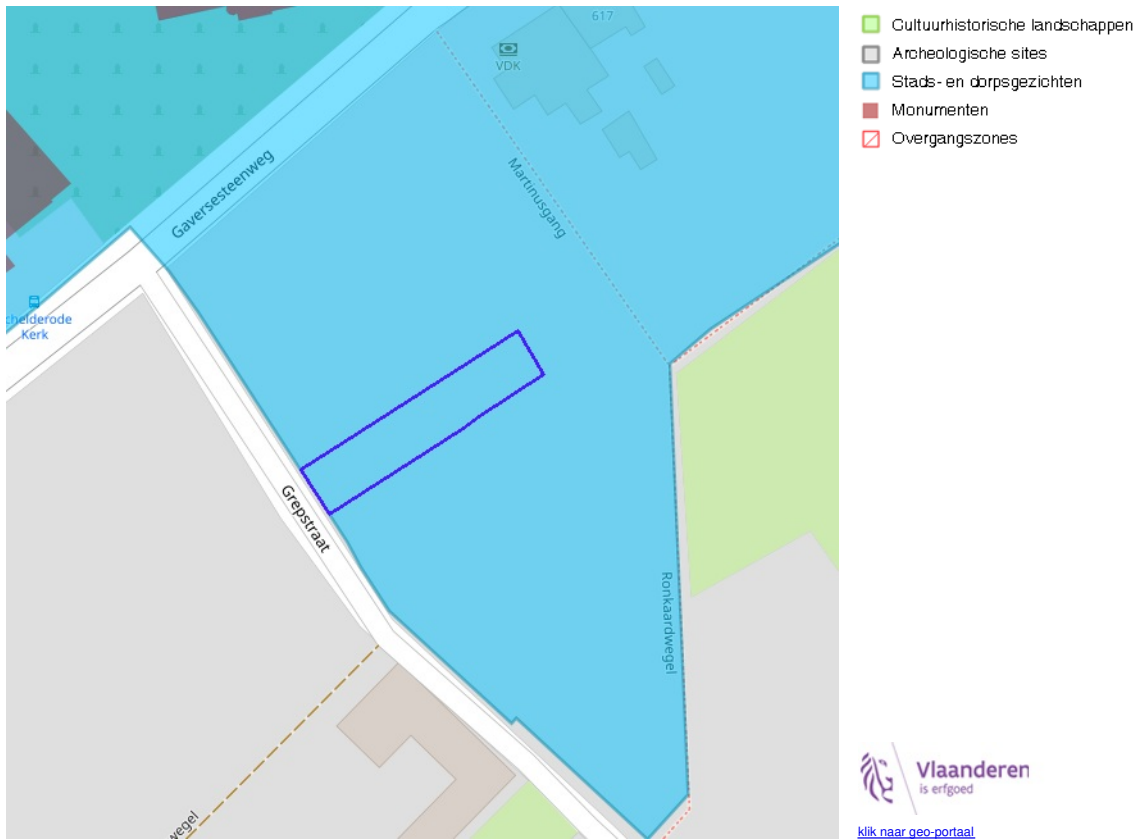 617
VDK
Gaversesteenweg
Martinusgang
chelderode
Kerk
Grepstraat
Ronkaardwegel
wegel
Cultuurhistorische landschappen
Archeologische sites
Stads- en dorpsgezichten
Monumenten
Overgangszones
Vlaanderen
is erfgoed
klik naar geo-portaal